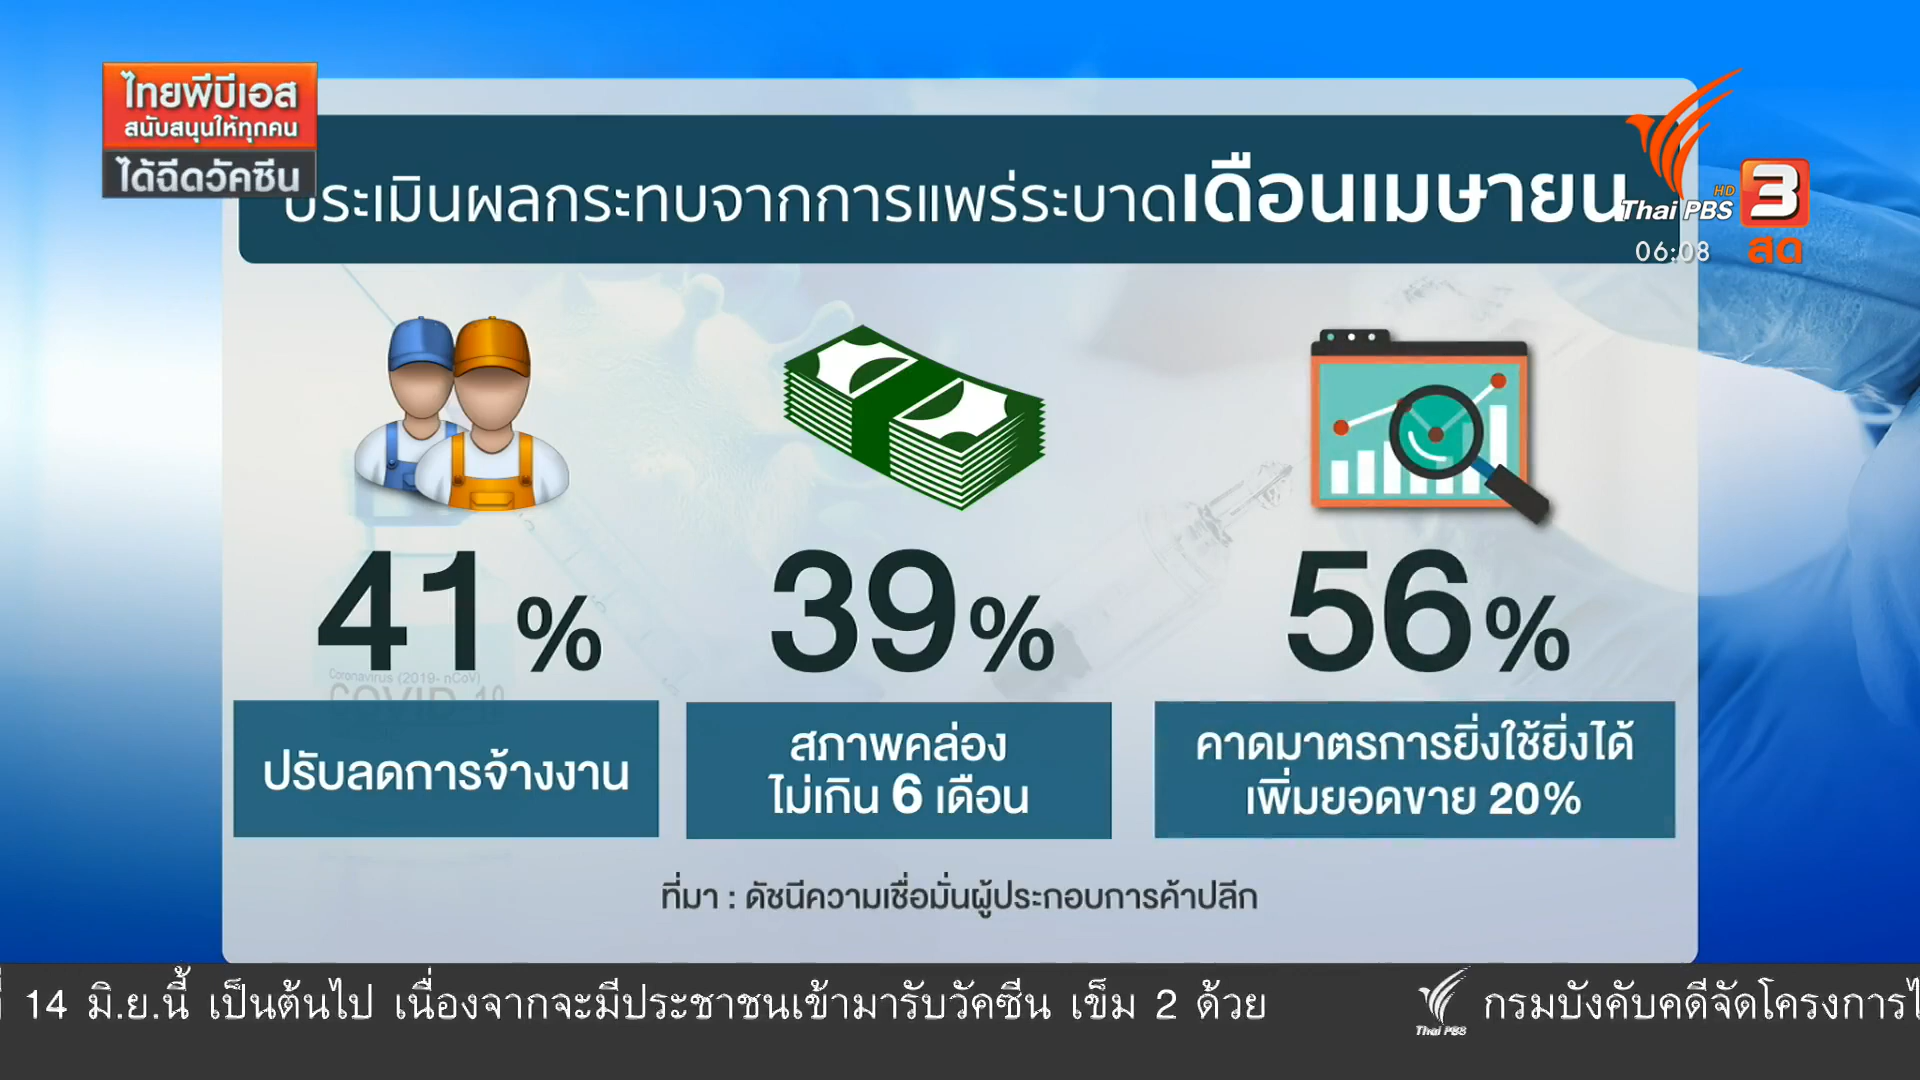 ไทยพีบีเอส
สนับสนุนให้ทุกคน
ได้ฉีดวัคซีน
ประเมินผลกระทบจากการแพร่ระบาดเดือนเมษายน
HD
Thai PBS 3
06:08 สด
41% 39% 56%
Coronavirus (2019- nCoV)
COVID-19
ปรับลดการจ้างงาน
สภาพคล่อง
ไม่เกิน 6 เดือน
คาดมาตรการยิ่งใช้ยิ่งได้
เพิ่มยอดขาย 20%
ที่มา : ดัชนีความเชื่อมั่นผู้ประกอบการค้าปลีก
14 มิ.ย.นี้ เป็นต้นไป เนื่องจากจะมีประชาชนเข้ามารับวัคซีน เข็ม 2 ด้วย Thai PBS กรมบังคับคดีจัดโครงการ